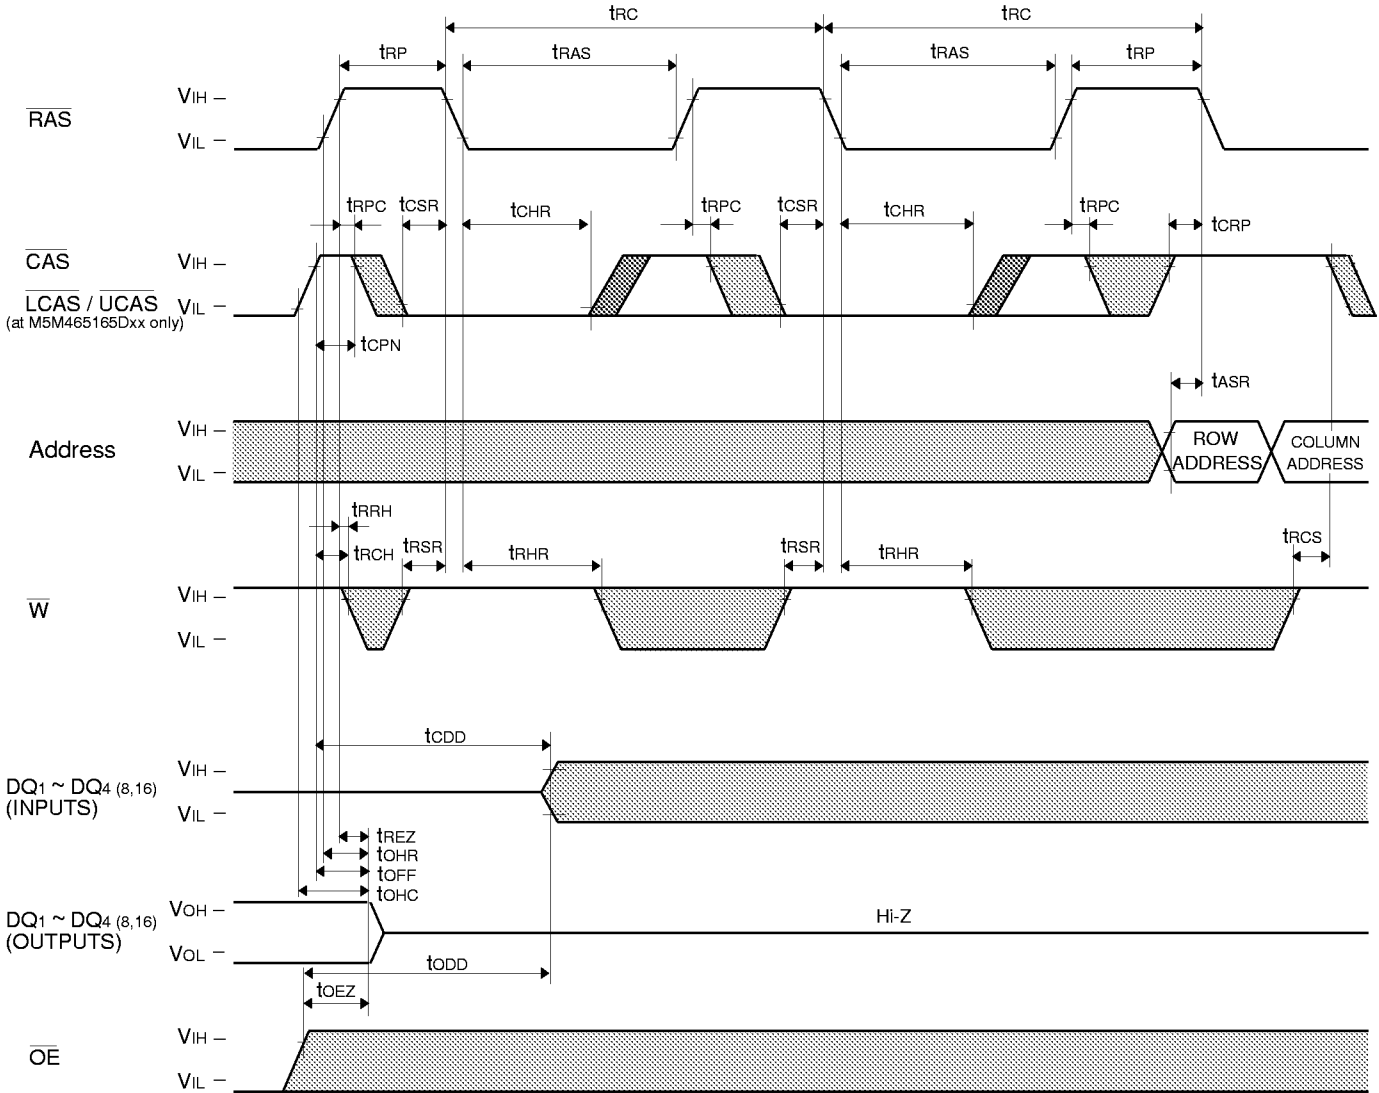 tRC tRC
tRP tRAS tRAS tRP
RAS VIH
VIL
tRPC tCSR tCHR tRPC tCSR tCHR tRPC tCRP
CAS VIH
LCAS / UCAS VIL
(at M5M465165Dxx only)
tCPN
tASR
Address VIH
VIL
ROW
ADDRESS
COLUMN
ADDRESS
tRRH
tRCH tRSR tRHR tRSR tRHR tRCS
W VIH
VIL
tCDD
DQ1 ~ DQ4 (8,16) VIH
(INPUTS) VIL
tREZ
tOHR
tOFF
tOHC
DQ1 ~ DQ4 (8,16) VOH
(OUTPUTS) VOL
Hi-Z
tODD
tOEZ
OE VIH
VIL